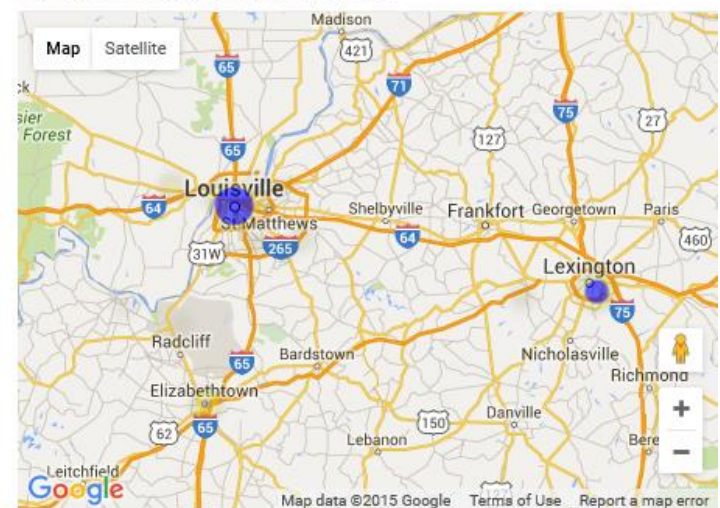 Madison
Map Satellite
421
65
71
75
27
sier
Forest
127
65
Louisville
64
St Matthews
Shelbyville
Frankfort
Georgetown
Paris
31W
265
64
460
Lexington
75
Radcliff
65
Bardstown
Nicholasville
Richmond
Elizabethtown
62
65
150
Danville
Lebanon
Bere
Leitchfield
Google
Map data ©2015 Google Terms of Use Report a map error